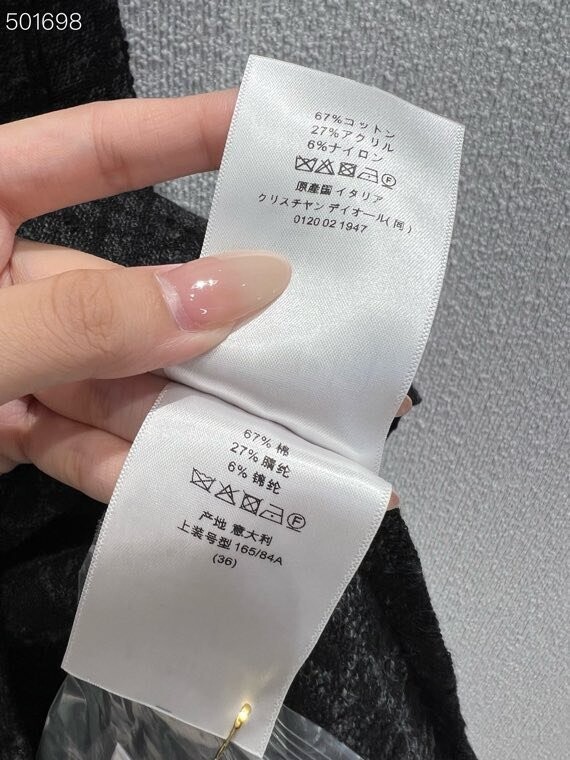 501698
67%コットン
27%アクリル
6%ナイロン
F
原產国 イタリア
クリスチャン デイオール(同)
0120 02 1947
67% 棉
27% 腈纶
6% 锦纶
F
产地 意大利
上装号型 165/84A
(36)